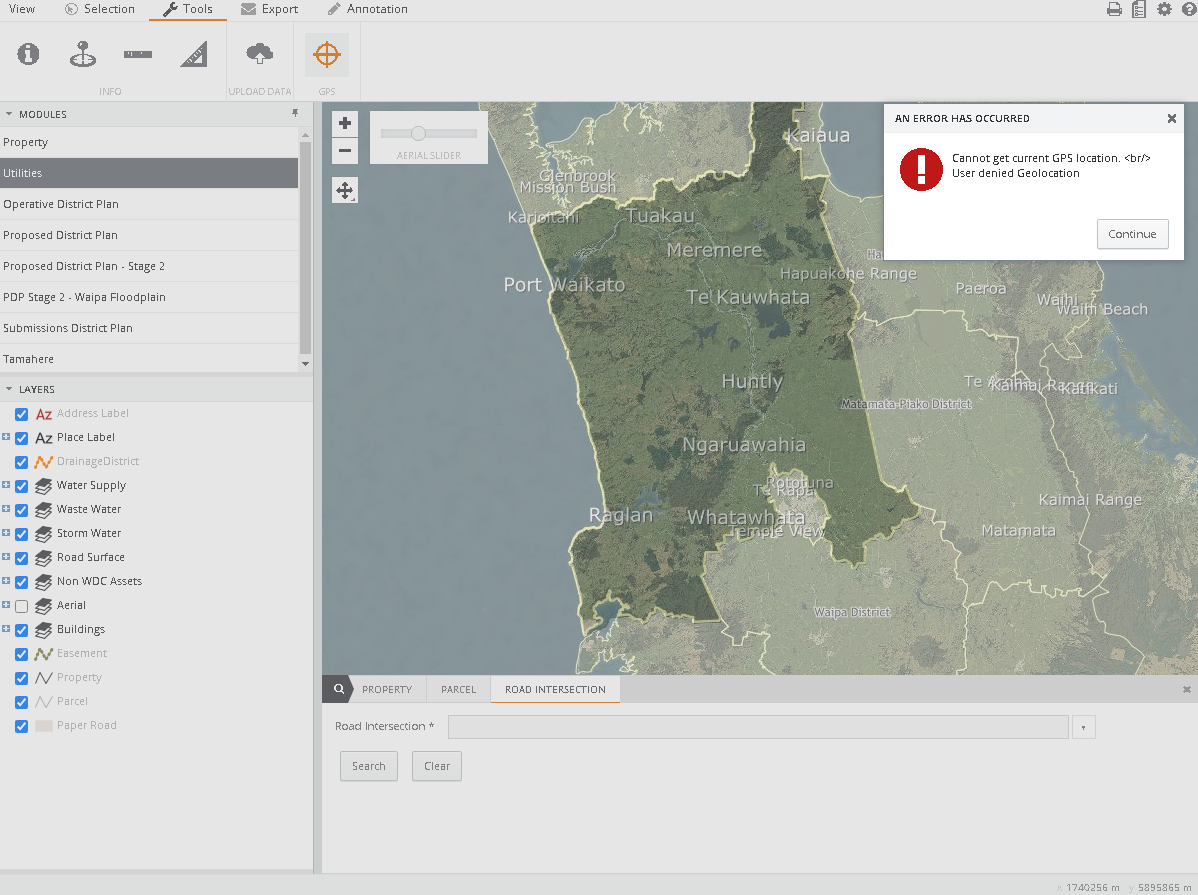 View
Selection
Tools
Export
Annotation
INFO
UPLOAD DATA
GPS
MODULES
Property
Utilities
Operative District Plan
Proposed District Plan
Proposed District Plan - Stage 2
PDP Stage 2 - Waipa Floodplain
Submissions District Plan
Tamahere
LAYERS
Address Label
Place Label
DrainageDistrict
Water Supply
Waste Water
Storm Water
Road Surface
Non WDC Assets
Aerial
Buildings
Easement
Property
Parcel
Paper Road
AERIAL SLIDER
Kaiaua
Glenbrook
Mission Bush
Karioitahi
Tuakau
Meremere
Hapuakohe Range
Port Waikato
Te Kauwhata
Paeroa
Waihi
Waihi Beach
Huntly
Te Aroha
Kaimai Range
Katikati
Matamata-Piako District
Ngaruawahia
Rototuna
Te Rapa
Kaimai Range
Raglan
Whatawhata
Temple View
Matamata
Waipa District
AN ERROR HAS OCCURRED
Cannot get current GPS location. <br/>
User denied Geolocation
Continue
PROPERTY
PARCEL
ROAD INTERSECTION
Road Intersection *
Search
Clear
x 1740256 m y 5895865 m